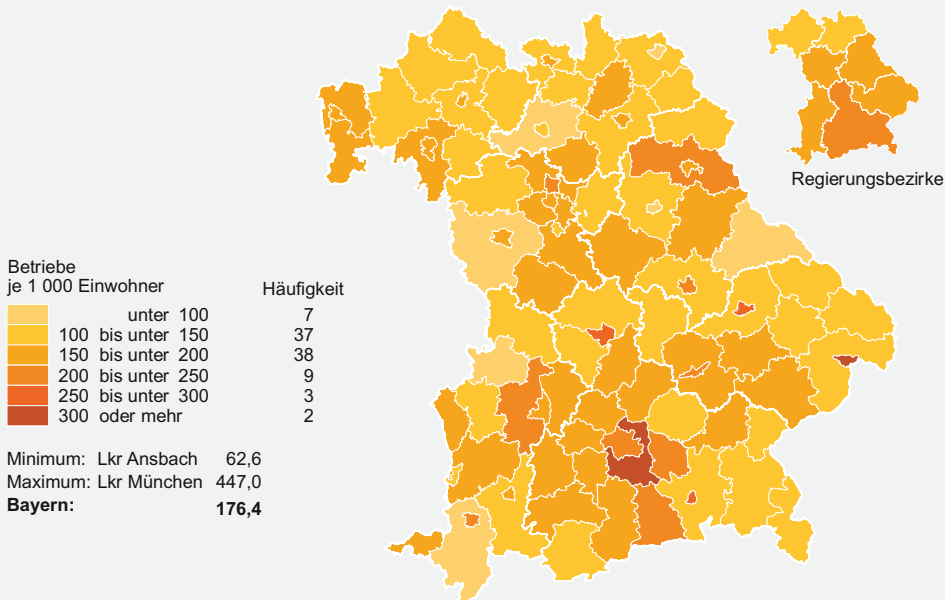 Regierungsbezirke
Betriebe
je 1 000 Einwohner
Häufigkeit
unter 100 7
100 bis unter 150 37
150 bis unter 200 38
200 bis unter 250 9
250 bis unter 300 3
300 oder mehr 2
Minimum: Lkr Ansbach 62,6
Maximum: Lkr München 447,0
Bayern: 176,4